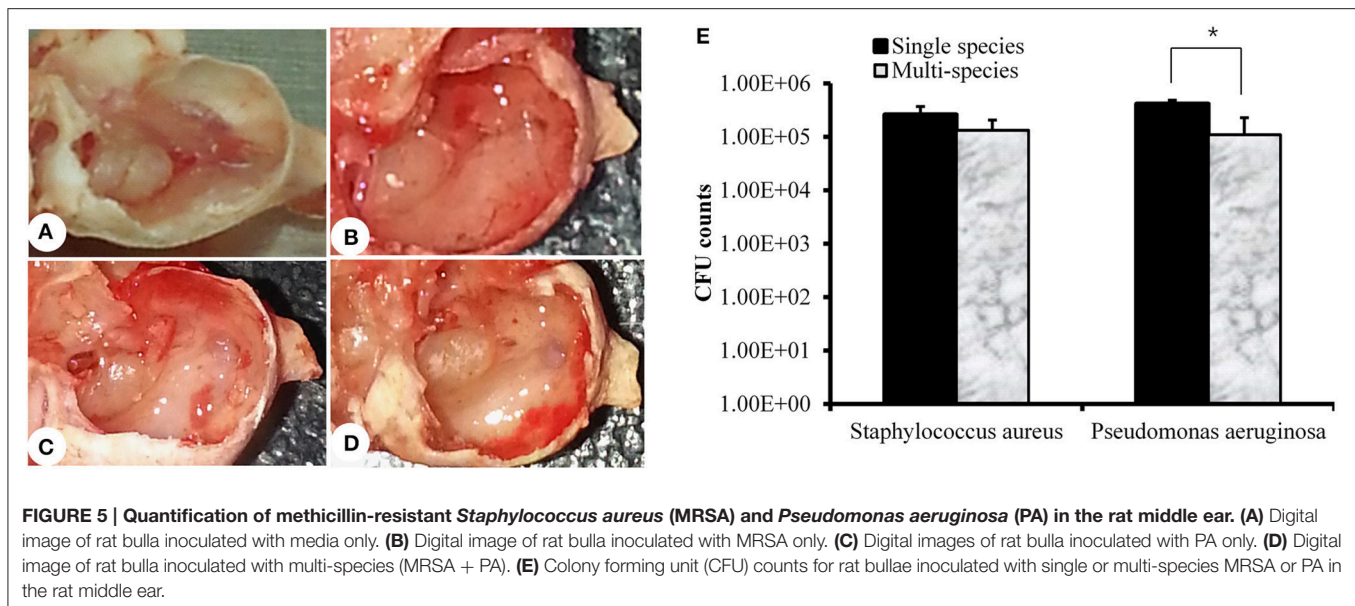 A
B
C
D
E
Single species
Multi-species
*
1.00E+06
1.00E+05
1.00E+04
1.00E+03
1.00E+02
1.00E+01
1.00E+00
CFU counts
Staphylococcus aureus
Pseudomonas aeruginosa
FIGURE 5 | Quantification of methicillin-resistant Staphylococcus aureus (MRSA) and Pseudomonas aeruginosa (PA) in the rat middle ear. (A) Digital
image of rat bulla inoculated with media only. (B) Digital image of rat bulla inoculated with MRSA only. (C) Digital images of rat bulla inoculated with PA only. (D) Digital
image of rat bulla inoculated with multi-species (MRSA + PA). (E) Colony forming unit (CFU) counts for rat bullae inoculated with single or multi-species MRSA or PA in
the rat middle ear.